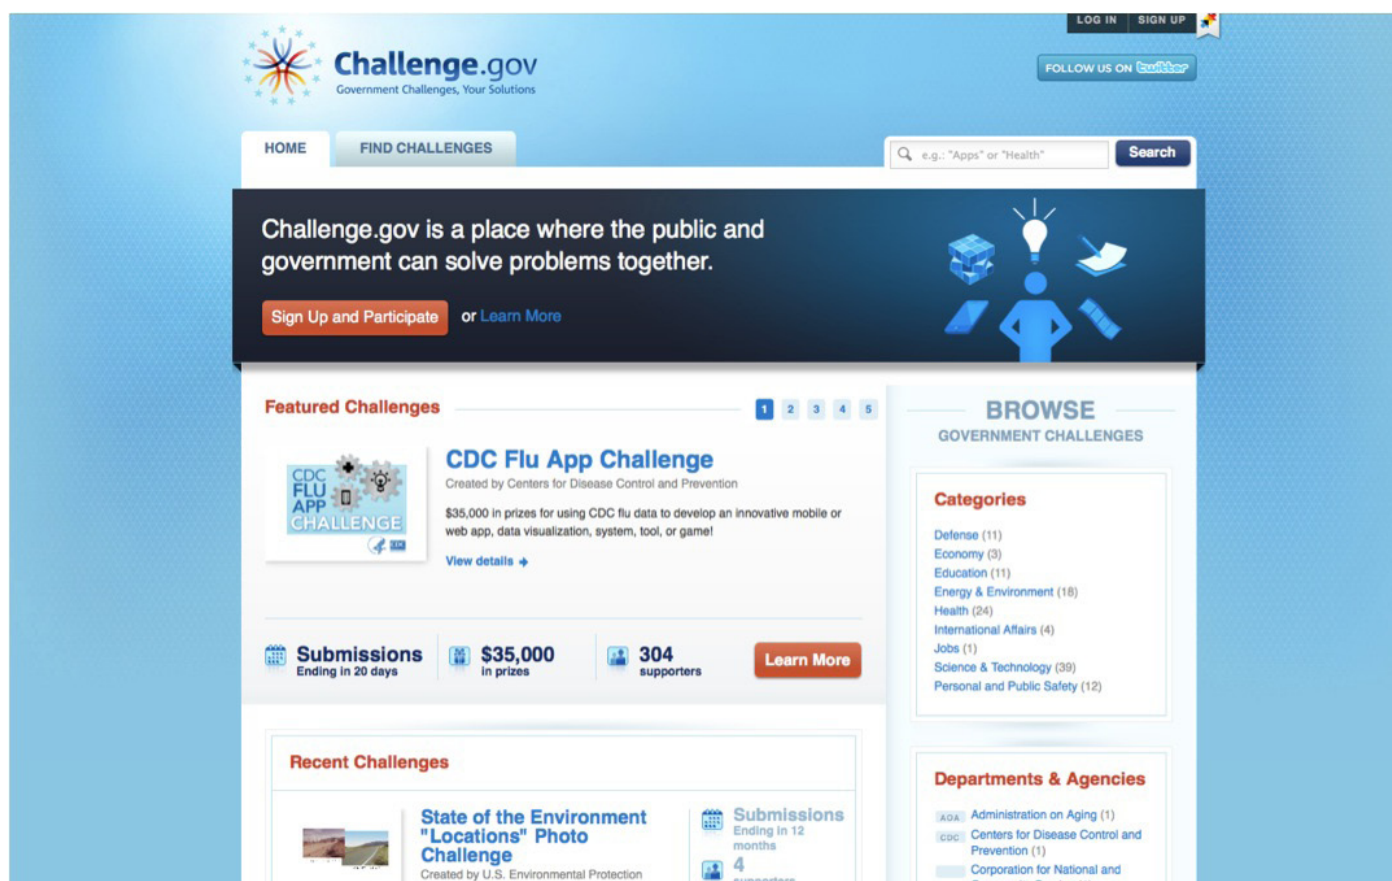 LOG IN SIGN UP
Challenge.gov
Government Challenges, Your Solutions
FOLLOW US ON twitter
HOME FIND CHALLENGES
e.g.: "Apps" or "Health" Search
Challenge.gov is a place where the public and
government can solve problems together.
Sign Up and Participate or Learn More
Featured Challenges 1 2 3 4 5
CDC
FLU
APP
CHALLENGE
CDC Flu App Challenge
Created by Centers for Disease Control and Prevention
$35,000 in prizes for using CDC flu data to develop an innovative mobile or
web app, data visualization, system, tool, or game!
View details
Submissions
Ending in 20 days
$35,000
in prizes
304
supporters
Learn More
Recent Challenges
State of the Environment
"Locations" Photo
Challenge
Created by U.S. Environmental Protection
Submissions
Ending in 12
months
4
supporters
BROWSE
GOVERNMENT CHALLENGES
Categories
Defense (11)
Economy (3)
Education (11)
Energy & Environment (18)
Health (24)
International Affairs (4)
Jobs (1)
Science & Technology (39)
Personal and Public Safety (12)
Departments & Agencies
AOA Administration on Aging (1)
CDC Centers for Disease Control and
Prevention (1)
Corporation for National and